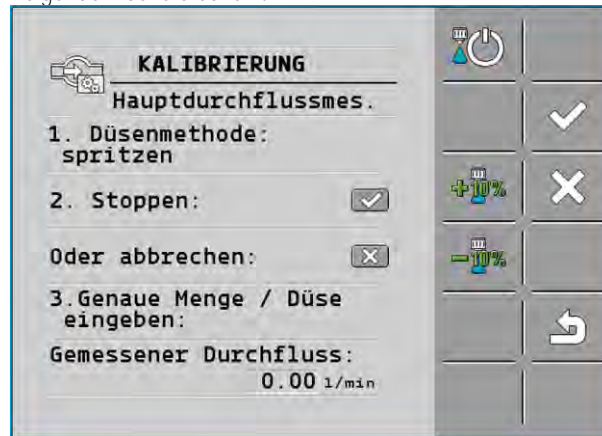 KALIBRIERUNG
Hauptdurchflussmes.
1. Düsenmethode:
spritzen
2. Stoppen:
Oder abbrechen:
3.Genaue Menge / Düse
eingeben:
Gemessener Durchfluss:
0.00 l/min
+10%
-10%